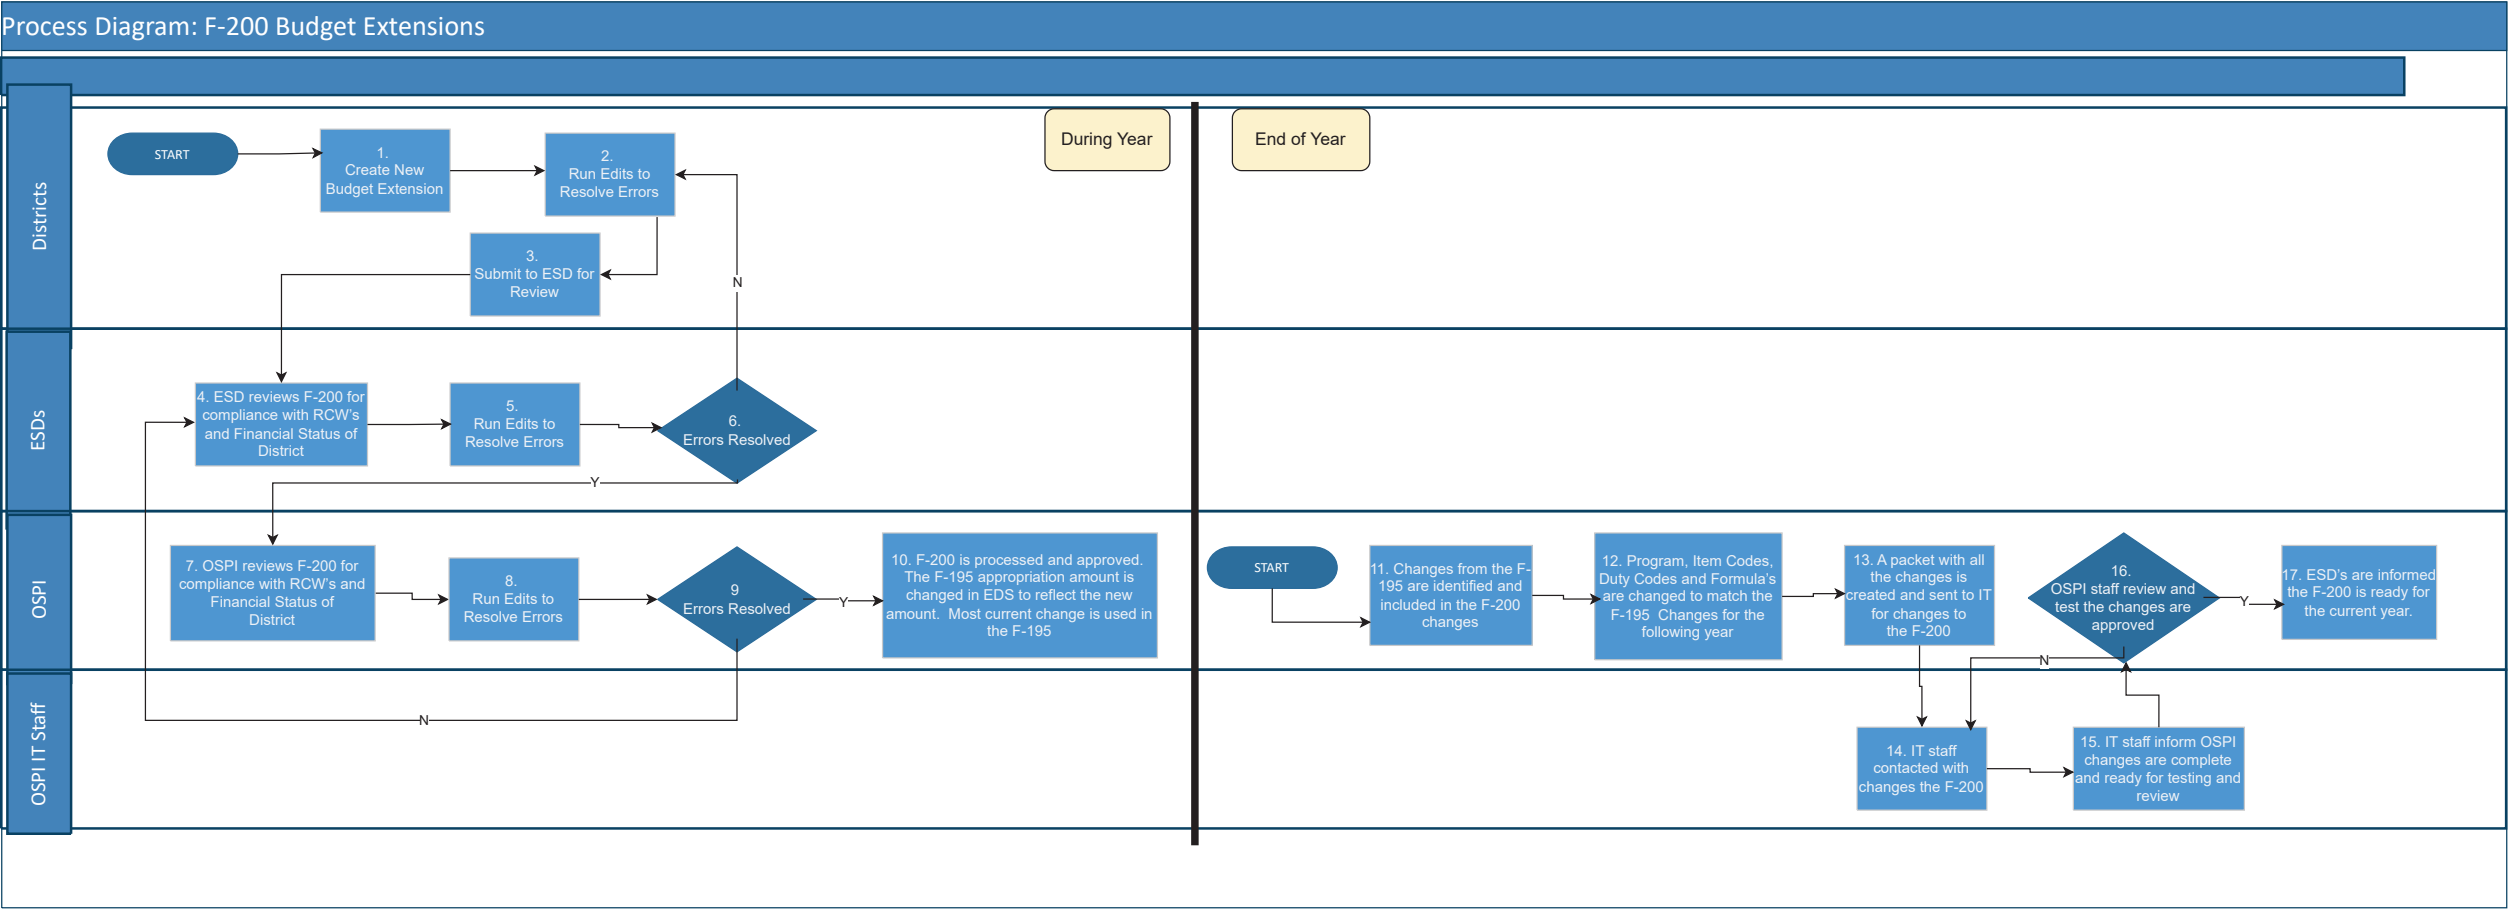 Process Diagram: F-200 Budget Extensions
Districts
START
1.
Create New
Budget Extension
2.
Run Edits to
Resolve Errors
3.
Submit to ESD for
Review
N
During Year
End of Year
ESDs
4. ESD reviews F-200 for
compliance with RCW's
and Financial Status of
District
5.
Run Edits to
Resolve Errors
6.
Errors Resolved
Y
OSPI
7. OSPI reviews F-200 for
compliance with RCW's and
Financial Status of
District
8.
Run Edits to
Resolve Errors
9
Errors Resolved
Y
10. F-200 is processed and approved.
The F-195 appropriation amount is
changed in EDS to reflect the new
amount.  Most current change is used in
the F-195
START
11. Changes from the F-
195 are identified and
included in the F-200
changes
12. Program, Item Codes,
Duty Codes and Formula's
are changed to match the
F-195  Changes for the
following year
13. A packet with all
the changes is
created and sent to IT
for changes to
the F-200
16.
OSPI staff review and
test the changes are
approved
Y
17. ESD's are informed
the F-200 is ready for
the current year.
N
OSPI IT Staff
N
14. IT staff
contacted with
changes the F-200
15. IT staff inform OSPI
changes are complete
and ready for testing and
review